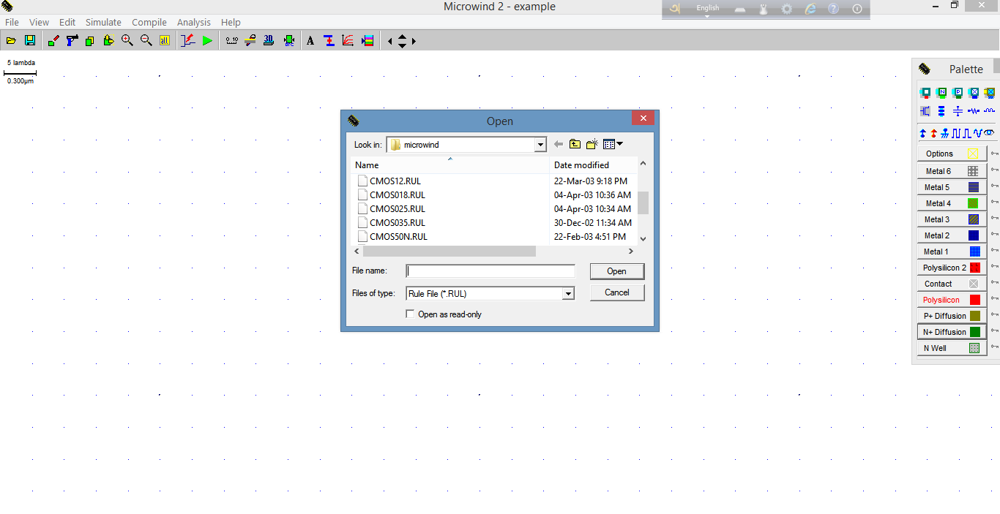 Microwind 2 - example
English
File View Edit Simulate Compile Analysis Help
5 lambda
0.300µm
Open
Look in: microwind
Name Date modified
CMOS12.RUL 22-Mar-03 9:18 PM
CMOS018.RUL 04-Apr-03 10:36 AM
CMOS025.RUL 04-Apr-03 10:34 AM
CMOS035.RUL 30-Dec-02 11:34 AM
CMOS50N.RUL 22-Feb-03 4:51 PM
File name: Open
Files of type: Rule File (*.RUL) Cancel
Open as read-only
Palette
Options
Metal 6
Metal 5
Metal 4
Metal 3
Metal 2
Metal 1
Polysilicon 2
Contact
Polysilicon
P+ Diffusion
N+ Diffusion
N Well